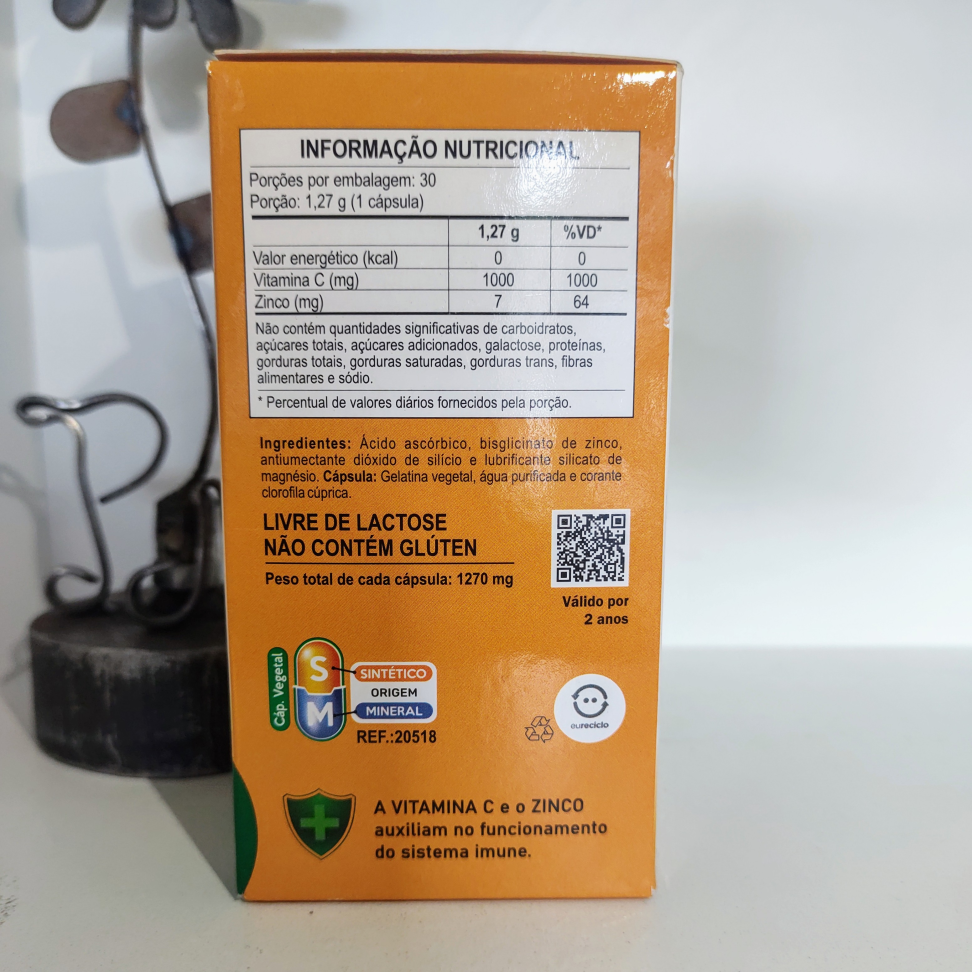 INFORMAÇÃO NUTRICIONAL
Porções por embalagem: 30
Porção: 1,27 g (1 cápsula)
1,27 g %VD*
Valor energético (kcal) 0 0
Vitamina C (mg) 1000 1000
Zinco (mg) 7 64
Não contém quantidades significativas de carboidratos,
açúcares totais, açúcares adicionados, galactose, proteínas,
gorduras totais, gorduras saturadas, gorduras trans, fibras
alimentares e sódio.
* Percentual de valores diários fornecidos pela porção.
Ingredientes: Ácido ascórbico, bisglicinato de zinco,
antiumectante dióxido de silício e lubrificante silicato de
magnésio. Cápsula: Gelatina vegetal, água purificada e corante
clorofila cúprica.
LIVRE DE LACTOSE
NÃO CONTÉM GLÚTEN
Peso total de cada cápsula: 1270 mg
Válido por
2 anos
Cáp. Vegetal
S
M
SINTÉTICO
ORIGEM
MINERAL
REF.:20518
eureciclo
A VITAMINA C e o ZINCO
auxiliam no funcionamento
do sistema imune.